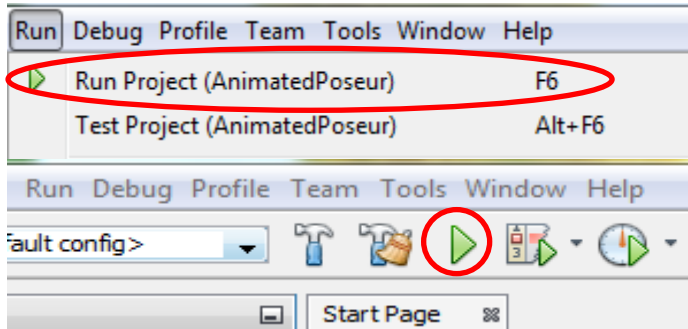 Run Debug Profile Team Tools Window Help
Run Project (AnimatedPoseur) F6
Test Project (AnimatedPoseur) Alt+F6
Run Debug Profile Team Tools Window Help
fault config>
Start Page